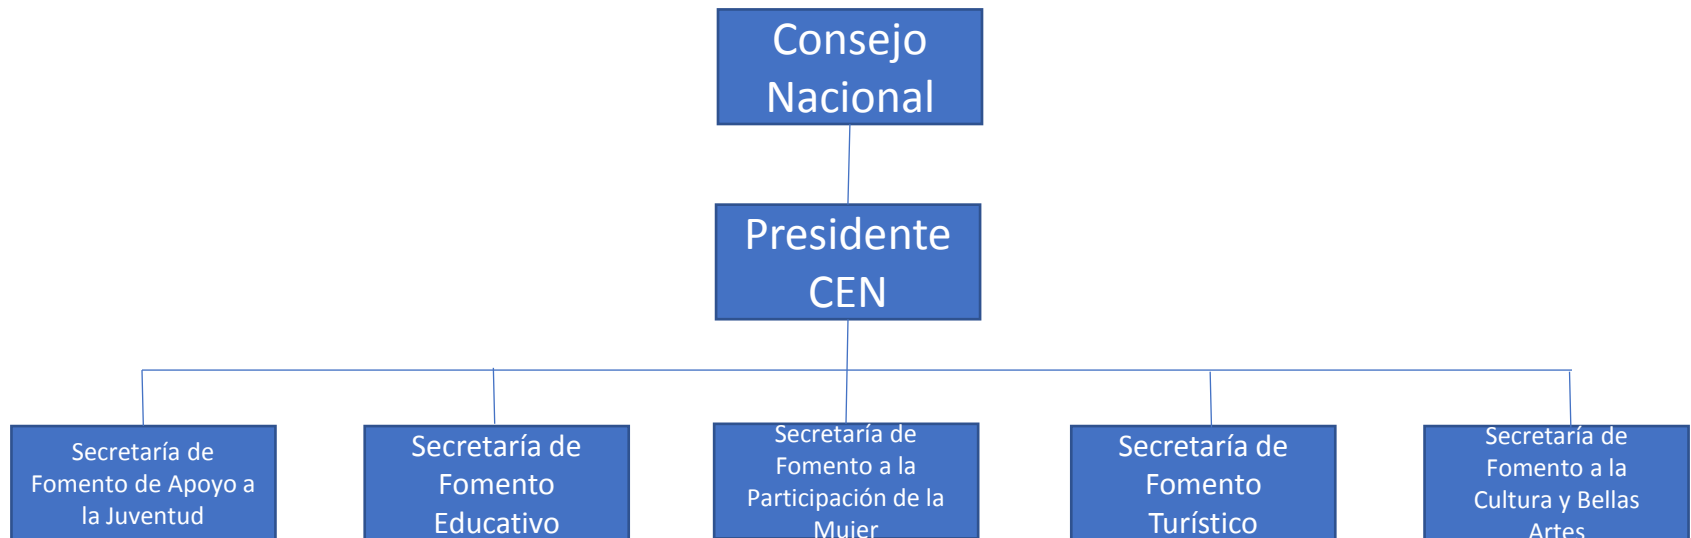 Consejo
Nacional
Presidente
CEN
Secretaría de
Fomento de Apoyo a
la Juventud
Secretaría de
Fomento
Educativo
Secretaría de
Fomento a la
Participación de la
Mujer
Secretaría de
Fomento
Turístico
Secretaría de
Fomento a la
Cultura y Bellas
Artes